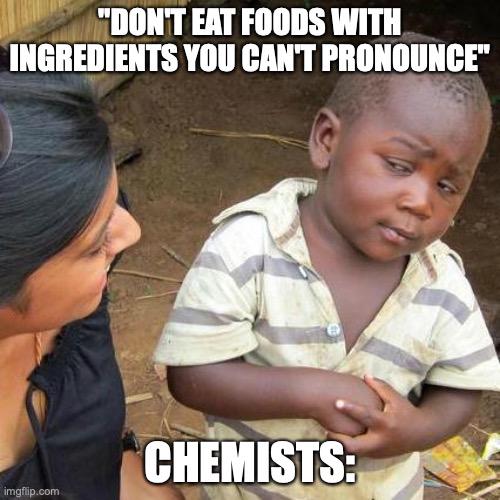 "DON'T EAT FOODS WITH
INGREDIENTS YOU CAN'T PRONOUNCE"
CHEMISTS:
imgflip.com